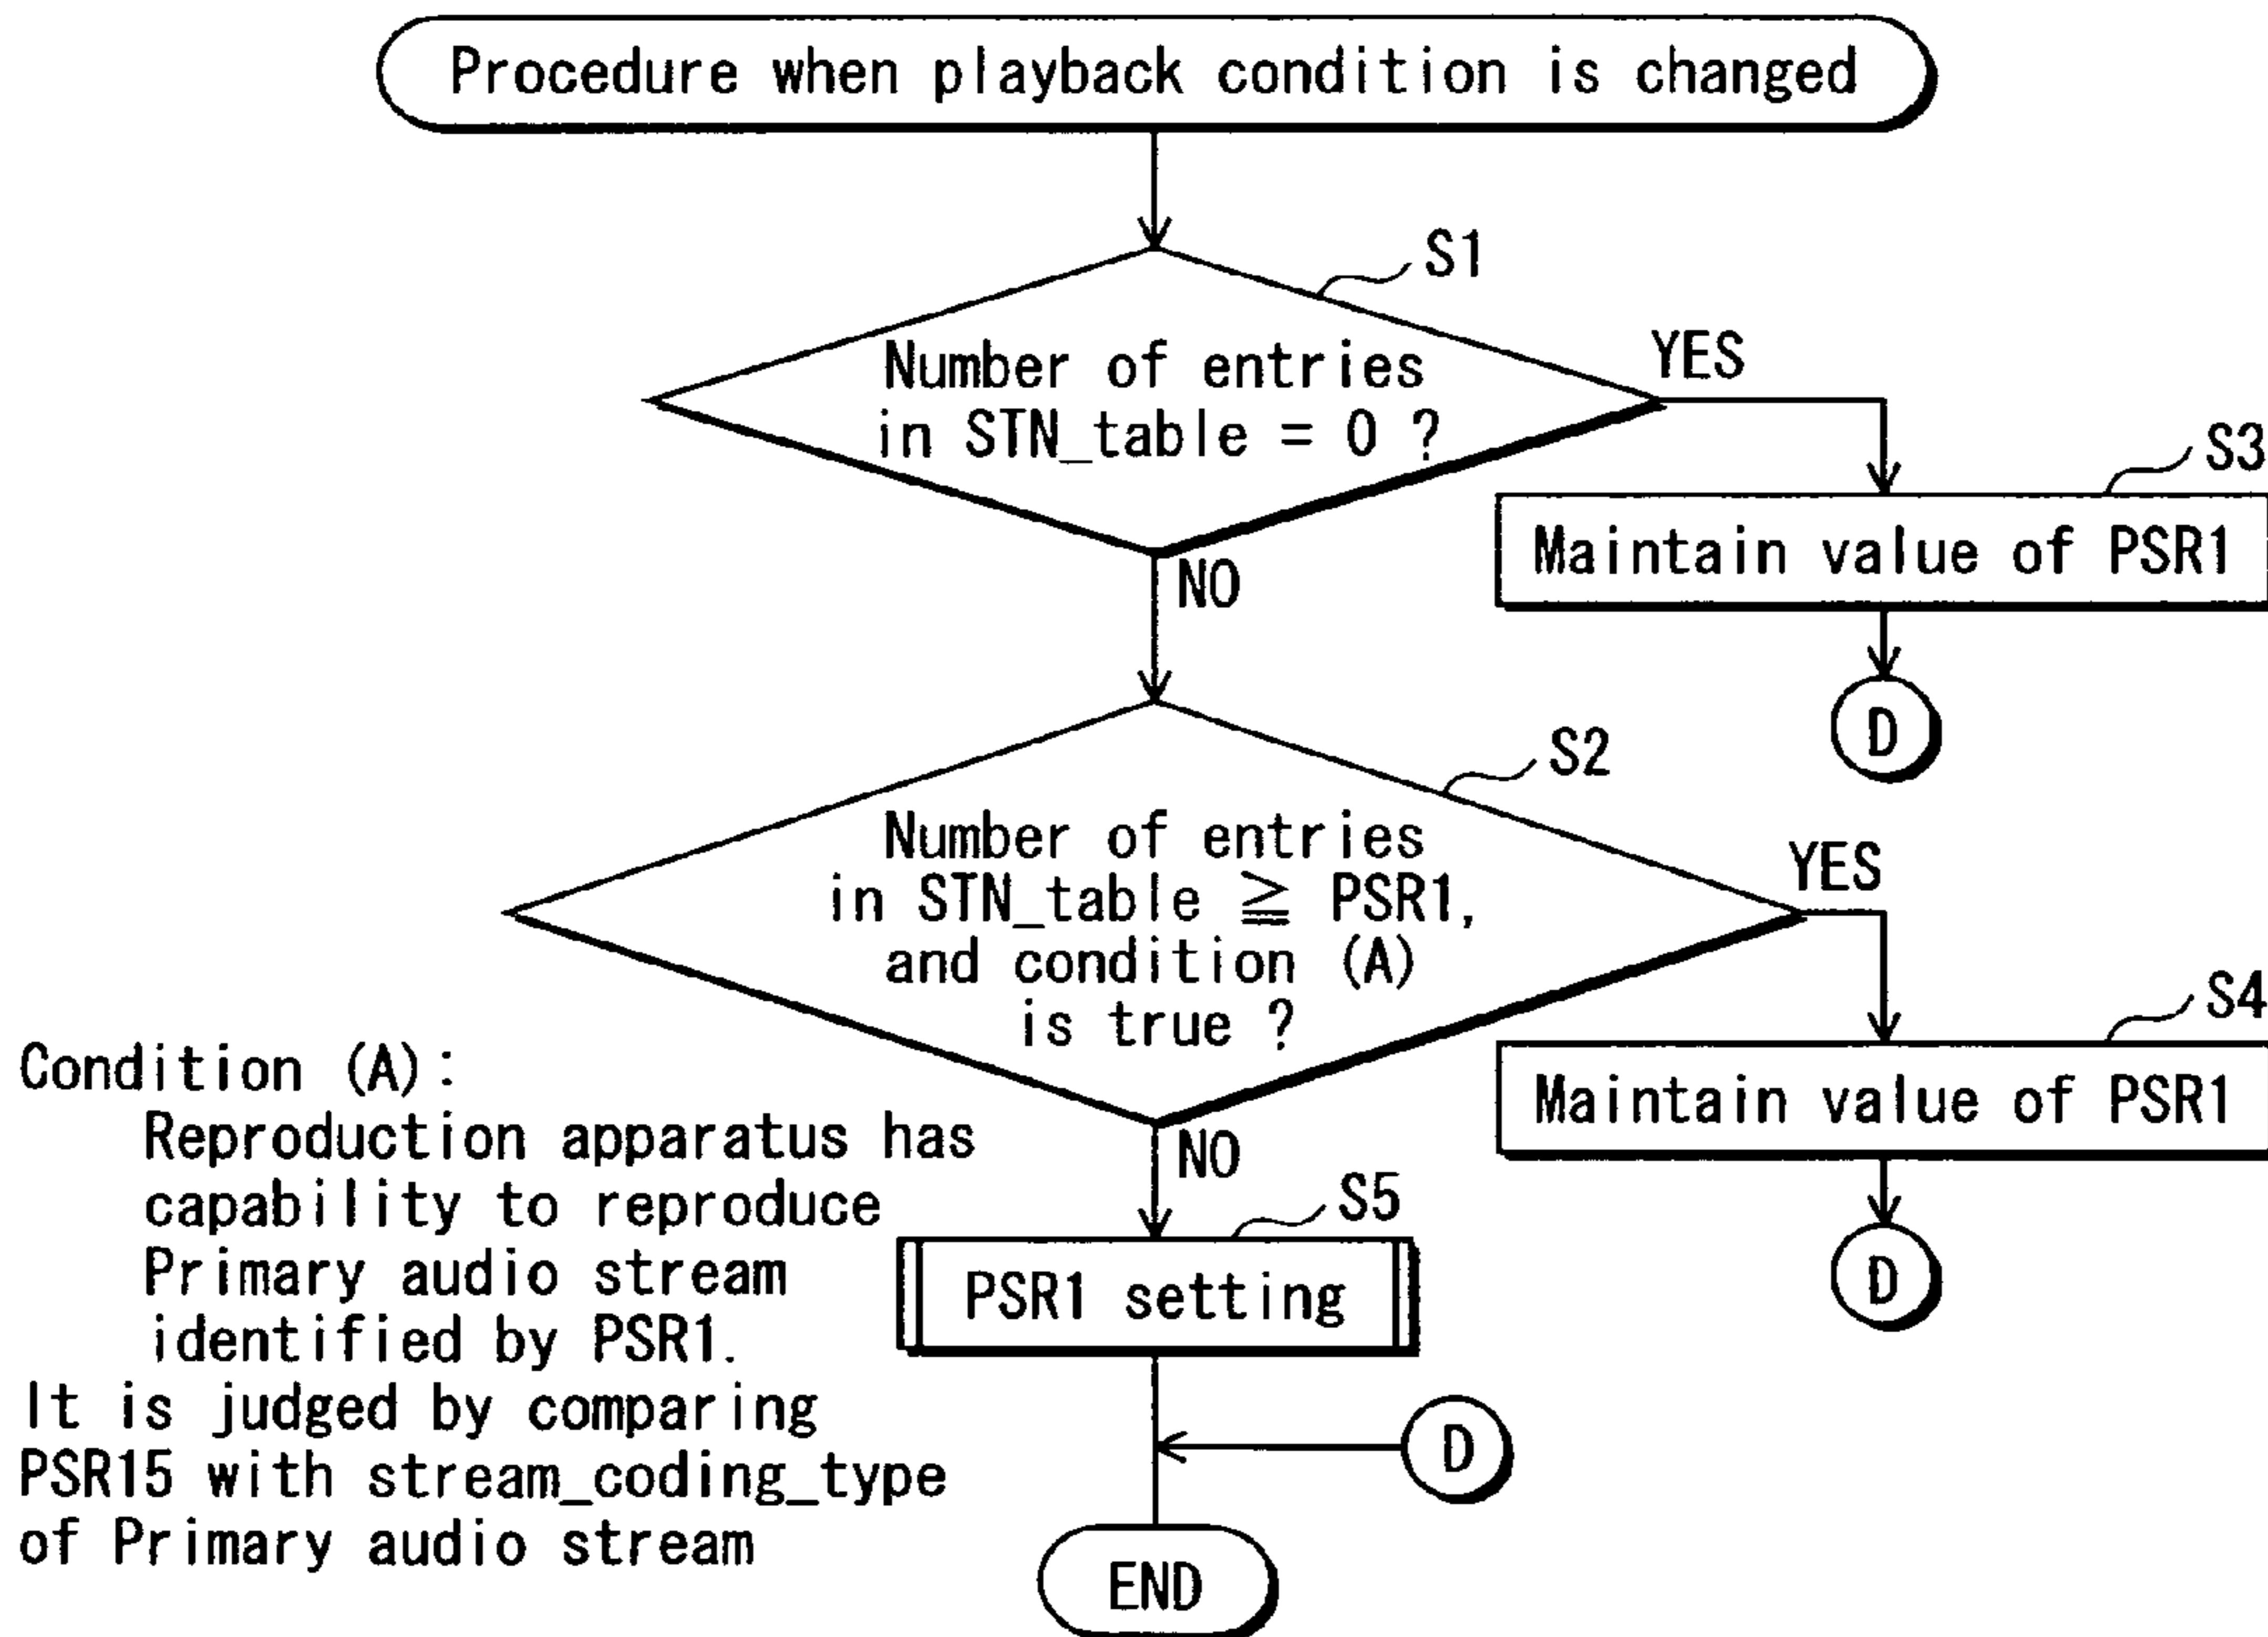 Procedure when playback condition is changed
S1
Number of entries
in STN_table = 0 ?
YES
NO
S3
Maintain value of PSR1
D
S2
Number of entries
in STN_table ≧ PSR1,
and condition (A)
is true ?
YES
NO
S4
Maintain value of PSR1
D
S5
PSR1 setting
D
END
Condition (A):
Reproduction apparatus has
capability to reproduce
Primary audio stream
identified by PSR1.
It is judged by comparing
PSR15 with stream_coding_type
of Primary audio stream